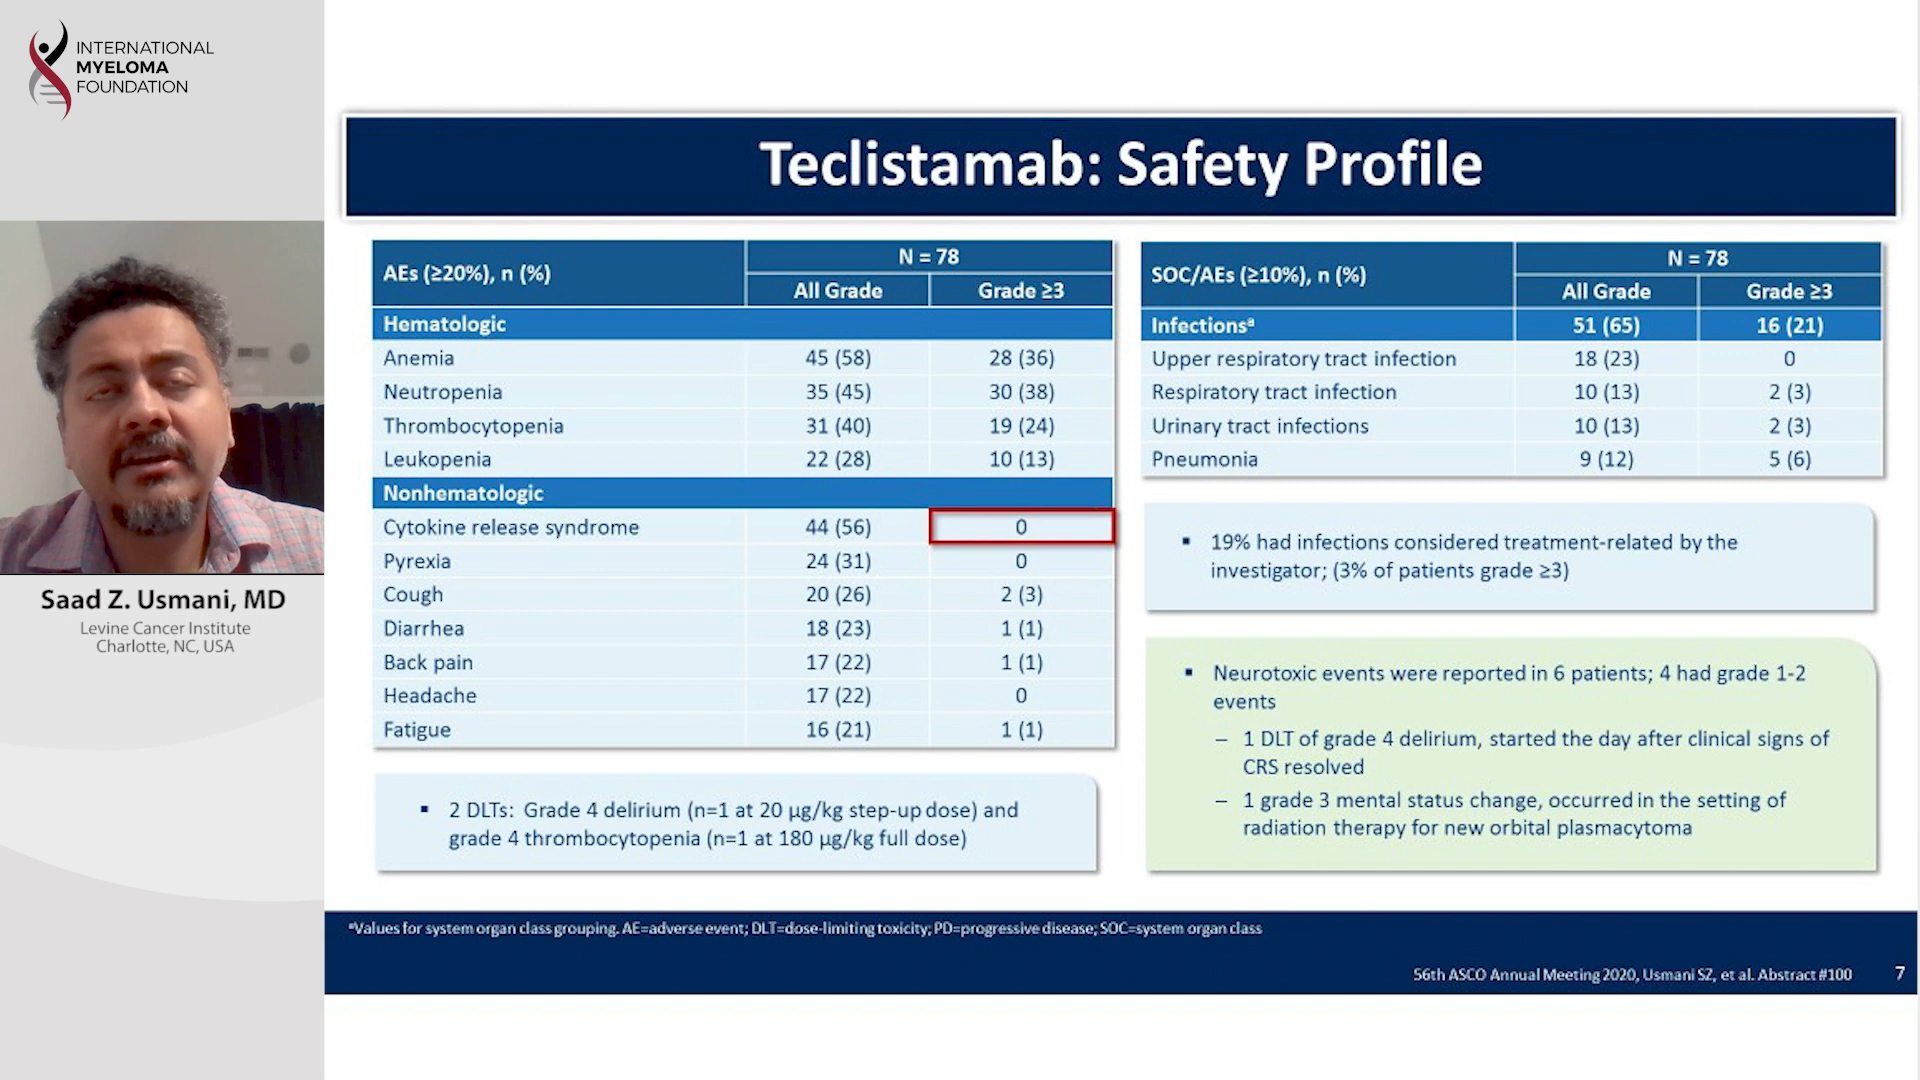 INTERNATIONAL
MYELOMA
FOUNDATION
Saad Z. Usmani, MD
Levine Cancer Institute
Charlotte, NC, USA
Teclistamab: Safety Profile
AEs (≥20%), n (%) N = 78
All Grade Grade ≥3
Hematologic
Anemia 45 (58) 28 (36)
Neutropenia 35 (45) 30 (38)
Thrombocytopenia 31 (40) 19 (24)
Leukopenia 22 (28) 10 (13)
Nonhematologic
Cytokine release syndrome 44 (56) 0
Pyrexia 24 (31) 0
Cough 20 (26) 2 (3)
Diarrhea 18 (23) 1 (1)
Back pain 17 (22) 1 (1)
Headache 17 (22) 0
Fatigue 16 (21) 1 (1)
▪ 2 DLTs: Grade 4 delirium (n=1 at 20 µg/kg step-up dose) and
grade 4 thrombocytopenia (n=1 at 180 µg/kg full dose)
SOC/AEs (≥10%), n (%) N = 78
All Grade Grade ≥3
Infectionsᵃ 51 (65) 16 (21)
Upper respiratory tract infection 18 (23) 0
Respiratory tract infection 10 (13) 2 (3)
Urinary tract infections 10 (13) 2 (3)
Pneumonia 9 (12) 5 (6)
▪ 19% had infections considered treatment-related by the
investigator; (3% of patients grade ≥3)
▪ Neurotoxic events were reported in 6 patients; 4 had grade 1-2
events
– 1 DLT of grade 4 delirium, started the day after clinical signs of
CRS resolved
– 1 grade 3 mental status change, occurred in the setting of
radiation therapy for new orbital plasmacytoma
ᵃValues for system organ class grouping. AE=adverse event; DLT=dose-limiting toxicity; PD=progressive disease; SOC=system organ class
56th ASCO Annual Meeting 2020, Usmani SZ, et al. Abstract #100 7